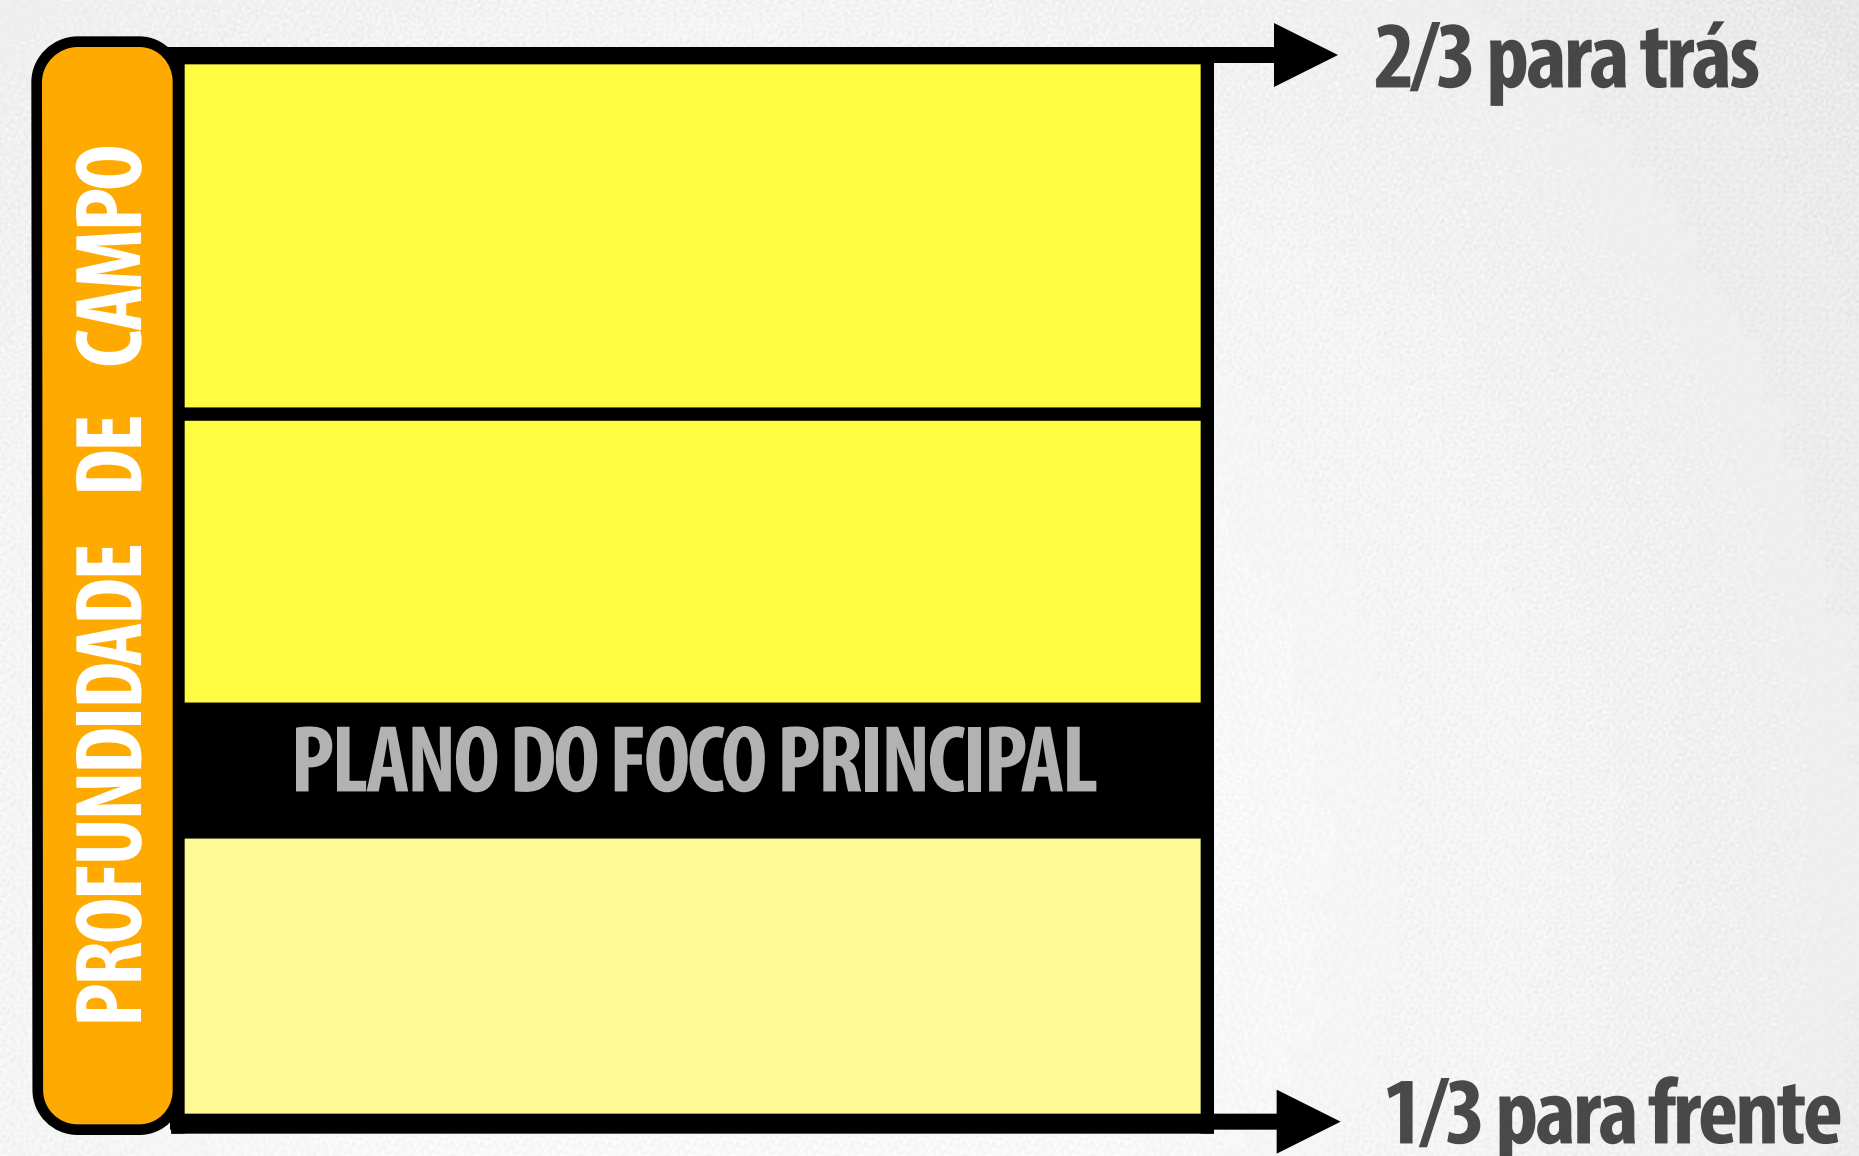 2/3 para trás
PROFUNDIDADE DE CAMPO
PLANO DO FOCO PRINCIPAL
1/3 para frente